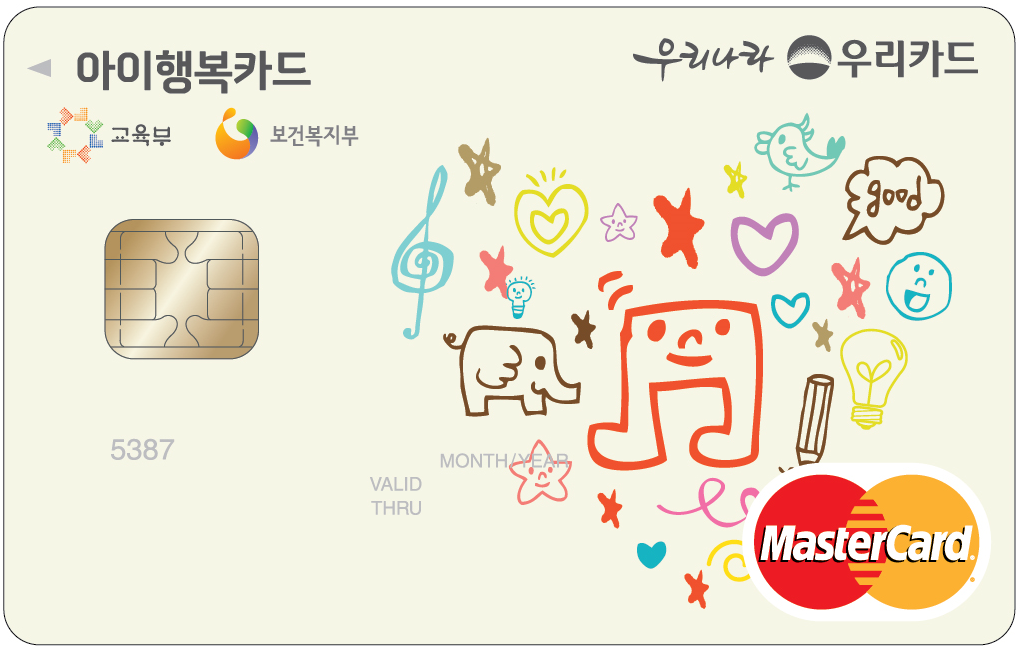 아이행복카드
우리나라 우리카드
교육부 보건복지부
good
5387
MONTH/YEAR
VALID
THRU
MasterCard